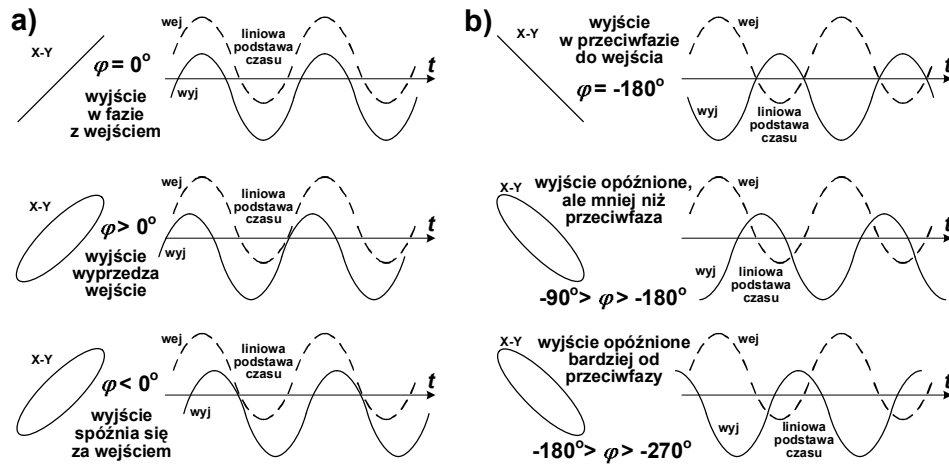 a)
X-Y
φ = 0°
wyjście
w fazie
z wejściem
wej
liniowa
podstawa
czasu
wyj
t
X-Y
φ > 0°
wyjście
wyprzedza
wejście
wej
liniowa
podstawa
czasu
wyj
t
X-Y
φ < 0°
wyjście
spóźnia się
za wejściem
wej
liniowa
podstawa
czasu
wyj
t
b)
X-Y
wyjście
w przeciwfazie
do wejścia
φ = -180°
wej
wyj
liniowa
podstawa
czasu
t
X-Y
wyjście opóźnione,
ale mniej niż
przeciwfaza
-90° > φ > -180°
wej
wyj
liniowa
podstawa
czasu
t
X-Y
wyjście opóźnione
bardziej od
przeciwfazy
-180° > φ > -270°
wej
wyj
liniowa
podstawa
czasu
t